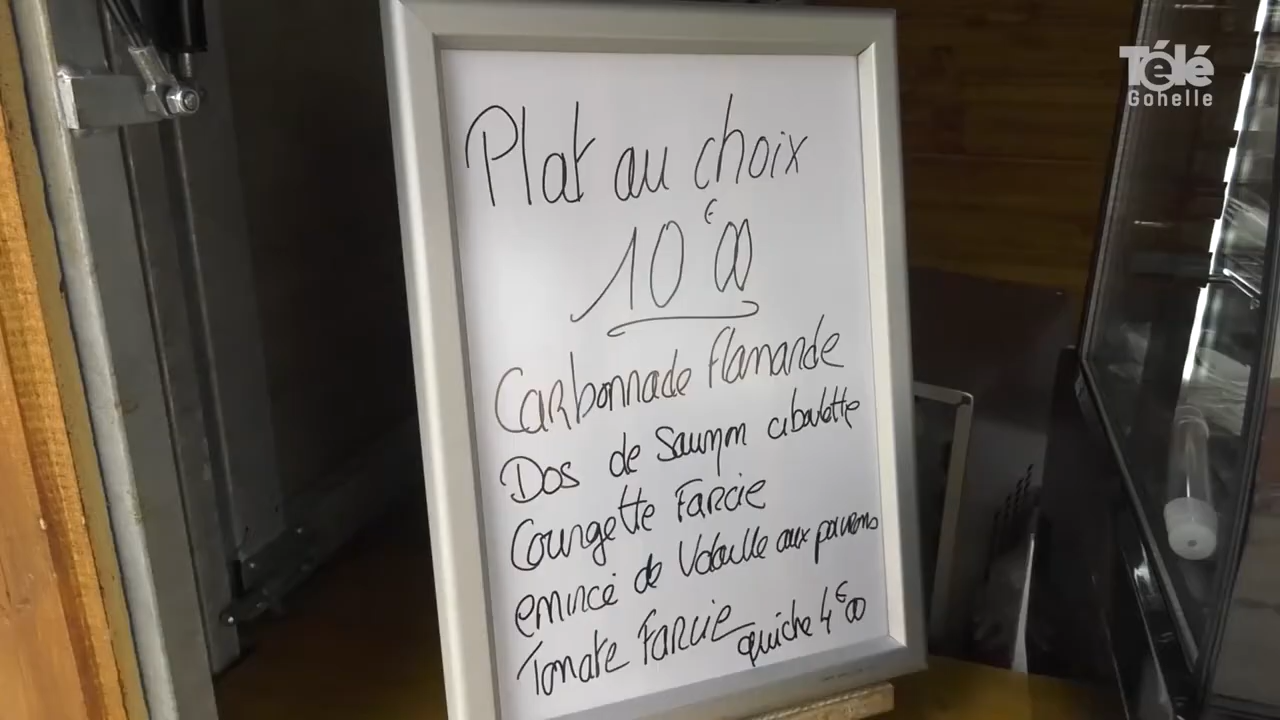 Télé
Gohelle
Plat au choix
10€00
Carbonnade flamande
Dos de Saumon ciboulette
Courgette Farcie
emincé de Volaille aux poivrons
Tomate Farcie
quiche 4€00